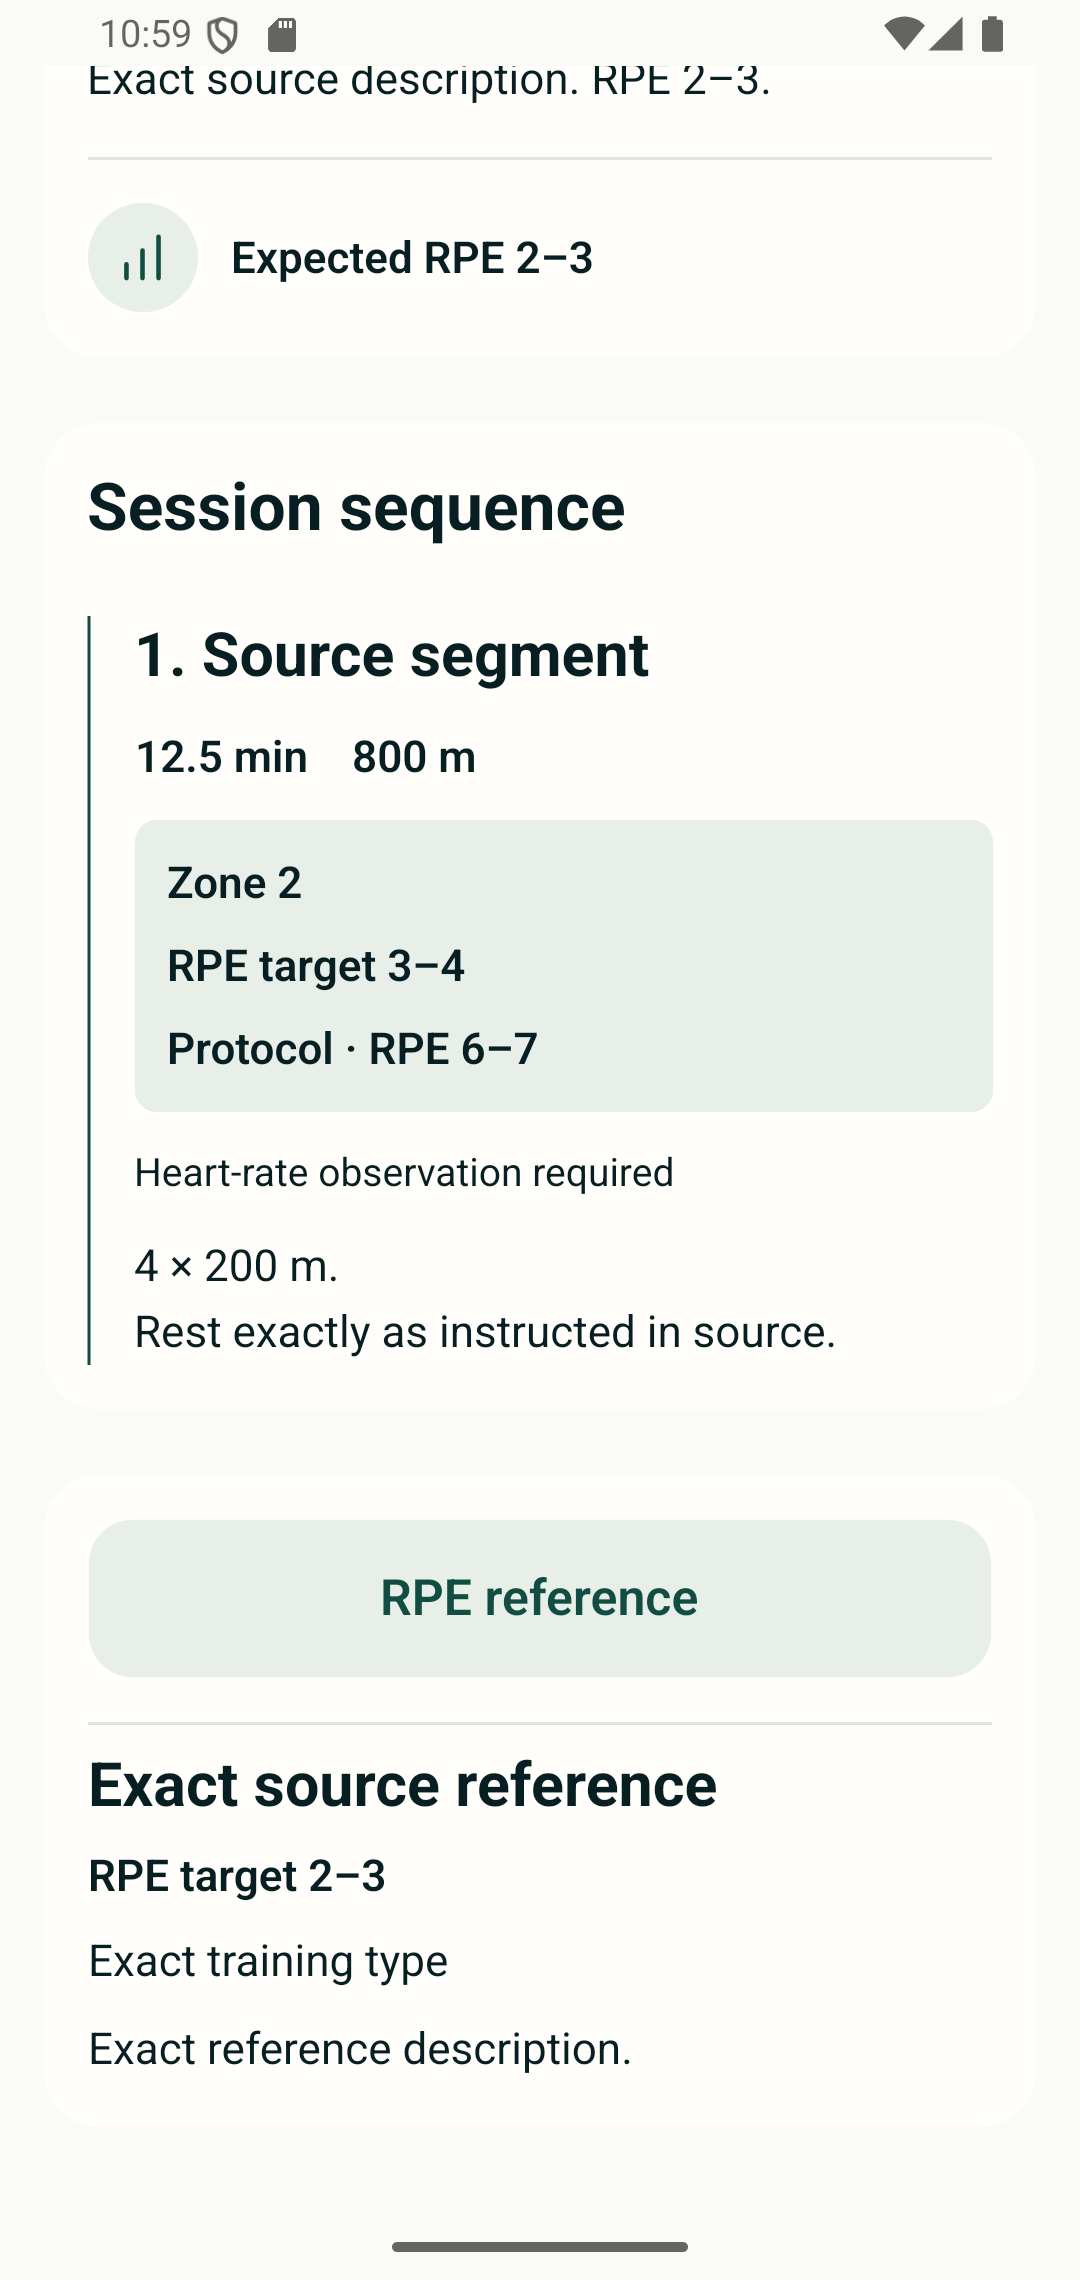 10:59
Exact source description. RPE 2–3.
Expected RPE 2–3
Session sequence
1. Source segment
12.5 min 800 m
Zone 2
RPE target 3–4
Protocol · RPE 6–7
Heart-rate observation required
4 × 200 m.
Rest exactly as instructed in source.
RPE reference
Exact source reference
RPE target 2–3
Exact training type
Exact reference description.